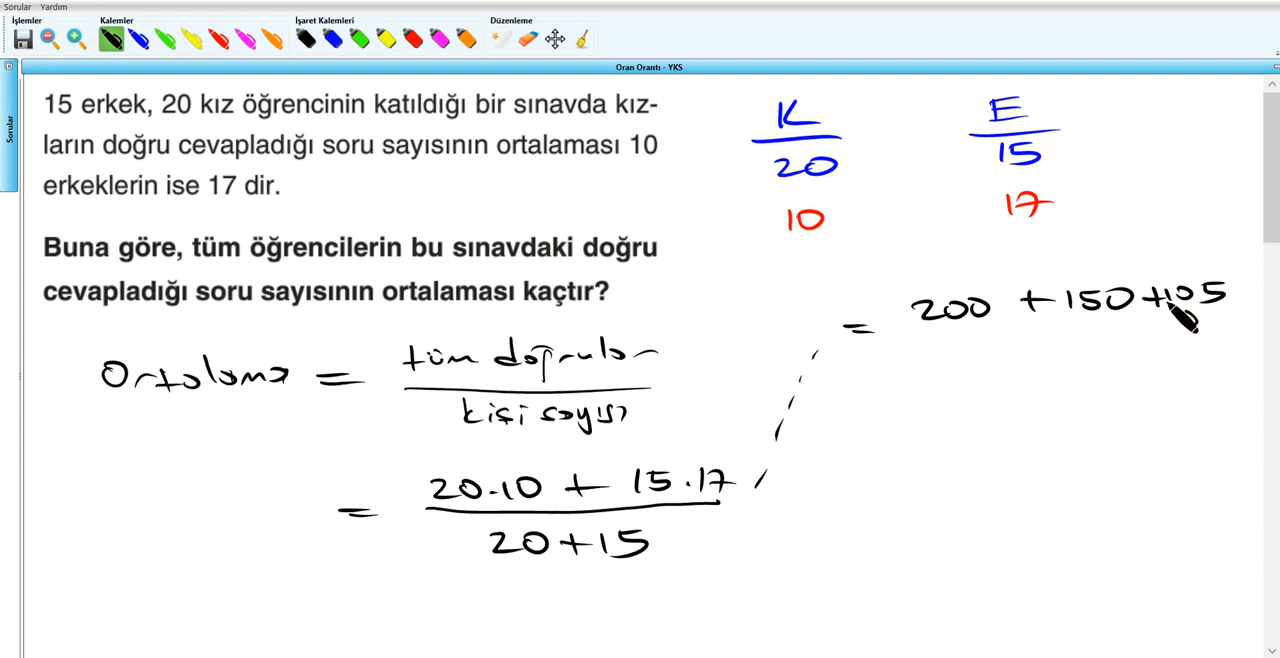 Sorular Yardım
İşlemler Kalemler İşaret Kalemleri Düzenleme
Oran Orantı - YKS
Sorular
15 erkek, 20 kız öğrencinin katıldığı bir sınavda kız-
ların doğru cevapladığı soru sayısının ortalaması 10
erkeklerin ise 17 dir.
Buna göre, tüm öğrencilerin bu sınavdaki doğru
cevapladığı soru sayısının ortalaması kaçtır?
K E
20 15
10 17
Ortalama = tüm doğrular
kişi sayısı
= 20.10 + 15.17
20+15
= 200 + 150 + 105